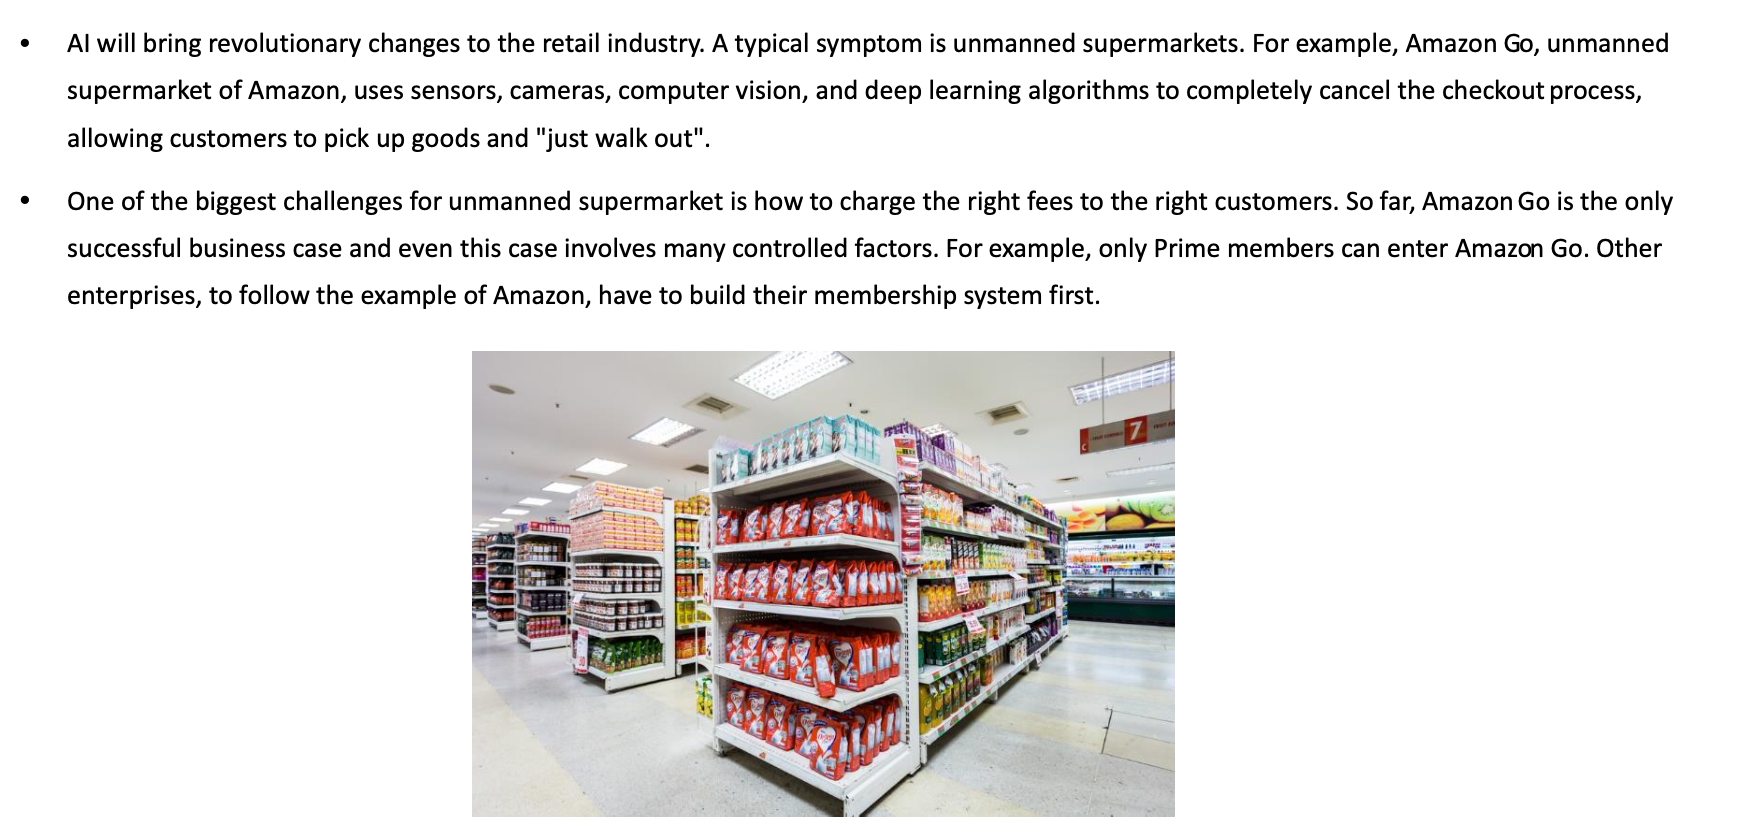 • AI will bring revolutionary changes to the retail industry. A typical symptom is unmanned supermarkets. For example, Amazon Go, unmanned
supermarket of Amazon, uses sensors, cameras, computer vision, and deep learning algorithms to completely cancel the checkout process,
allowing customers to pick up goods and "just walk out".
• One of the biggest challenges for unmanned supermarket is how to charge the right fees to the right customers. So far, Amazon Go is the only
successful business case and even this case involves many controlled factors. For example, only Prime members can enter Amazon Go. Other
enterprises, to follow the example of Amazon, have to build their membership system first.
7